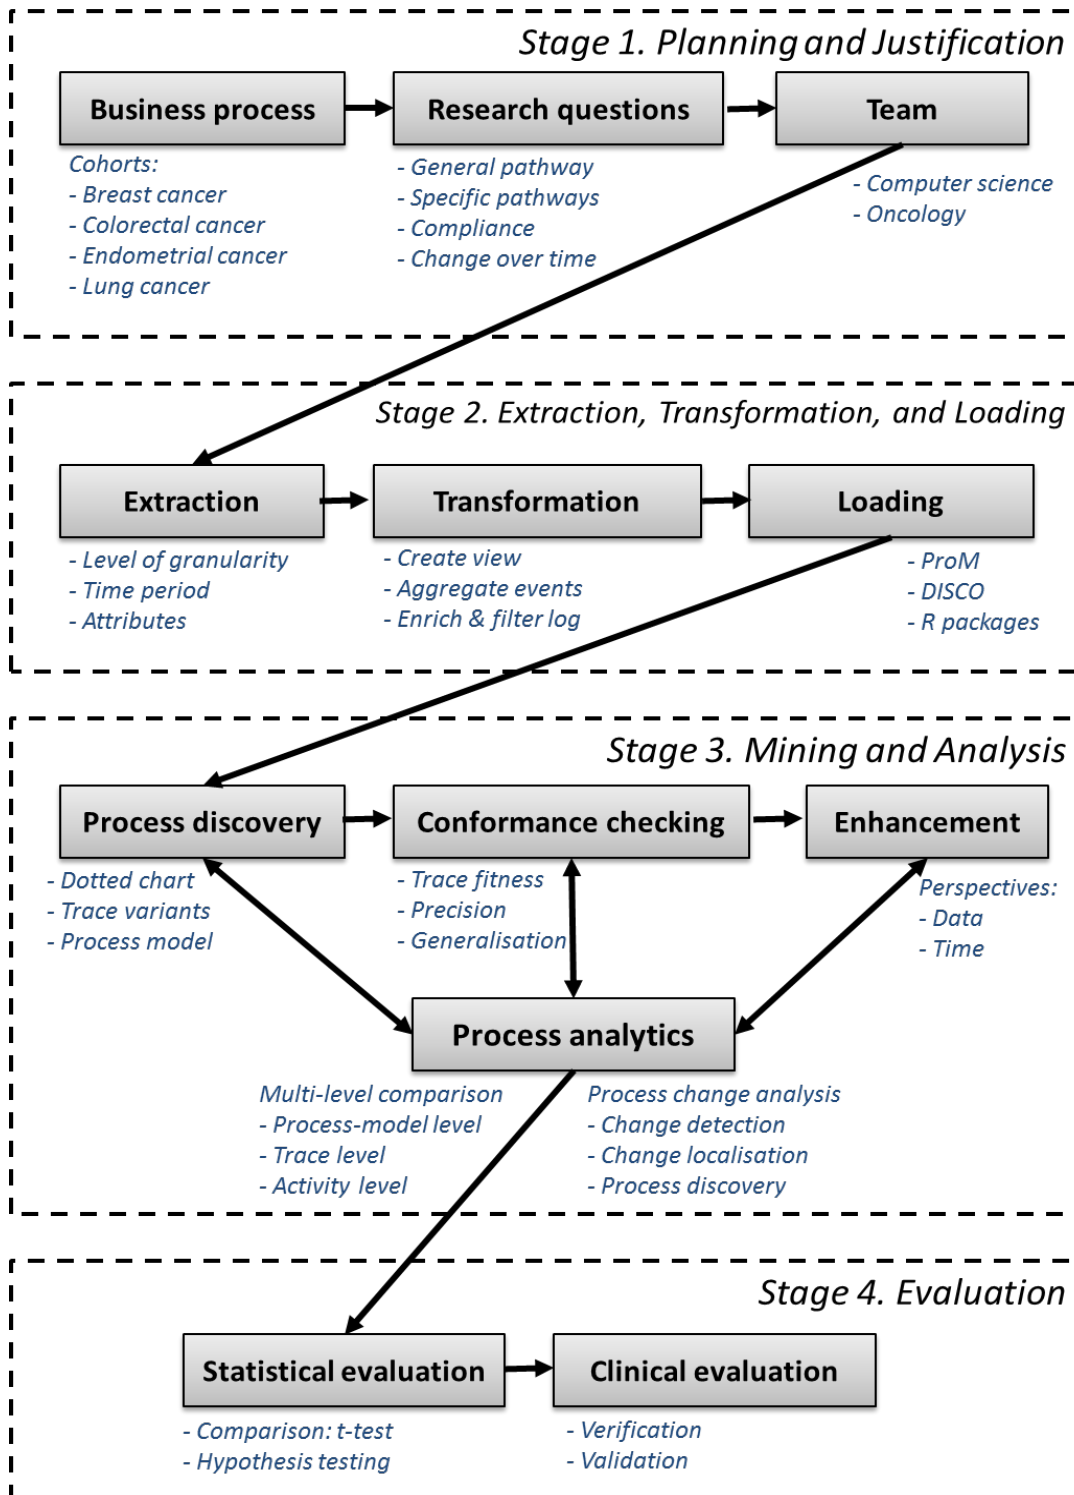 Stage 1. Planning and Justification
Business process
Research questions
Team
Cohorts:
- Breast cancer
- Colorectal cancer
- Endometrial cancer
- Lung cancer
- General pathway
- Specific pathways
- Compliance
- Change over time
- Computer science
- Oncology
Stage 2. Extraction, Transformation, and Loading
Extraction
Transformation
Loading
- Level of granularity
- Time period
- Attributes
- Create view
- Aggregate events
- Enrich & filter log
- ProM
- DISCO
- R packages
Stage 3. Mining and Analysis
Process discovery
Conformance checking
Enhancement
- Dotted chart
- Trace variants
- Process model
- Trace fitness
- Precision
- Generalisation
Perspectives:
- Data
- Time
Process analytics
Multi-level comparison
- Process-model level
- Trace level
- Activity level
Process change analysis
- Change detection
- Change localisation
- Process discovery
Stage 4. Evaluation
Statistical evaluation
Clinical evaluation
- Comparison: t-test
- Hypothesis testing
- Verification
- Validation